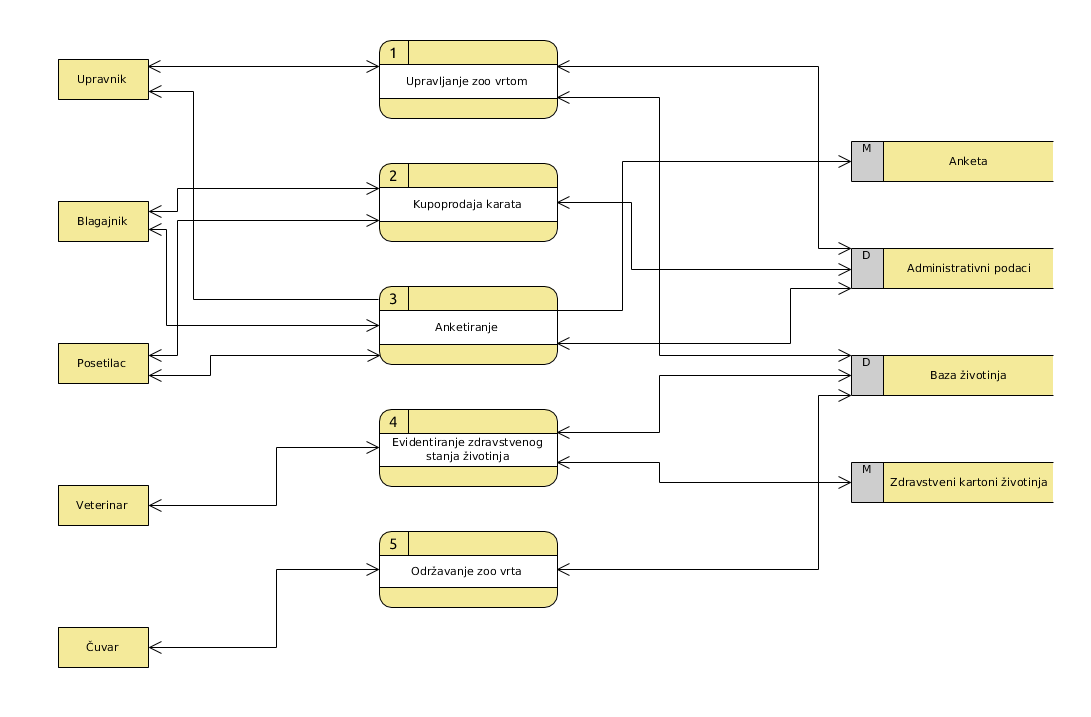 1
Upravnik
Upravljanje zoo vrtom
M
Anketa
2
Kupoprodaja karata
Blagajnik
D
Administrativni podaci
3
Anketiranje
Posetilac
D
Baza životinja
4
Evidentiranje zdravstvenog
stanja životinja
M
Zdravstveni kartoni životinja
Veterinar
5
Održavanje zoo vrta
Čuvar